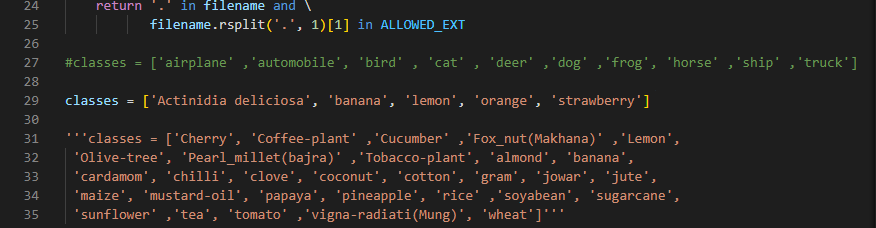 24 return '.' in filename and \
25 filename.rsplit('.', 1)[1] in ALLOWED_EXT
26
27 #classes = ['airplane' ,'automobile', 'bird' , 'cat' , 'deer' ,'dog' ,'frog', 'horse' ,'ship' ,'truck']
28
29 classes = ['Actinidia deliciosa', 'banana', 'lemon', 'orange', 'strawberry']
30
31 '''classes = ['Cherry', 'Coffee-plant' ,'Cucumber' ,'Fox_nut(Makhana)' ,'Lemon',
32 'Olive-tree', 'Pearl_millet(bajra)' ,'Tobacco-plant', 'almond', 'banana',
33 'cardamom', 'chilli', 'clove', 'coconut', 'cotton', 'gram', 'jowar', 'jute',
34 'maize', 'mustard-oil', 'papaya', 'pineapple', 'rice' ,'soyabean', 'sugarcane',
35 'sunflower' ,'tea', 'tomato' ,'vigna-radiati(Mung)', 'wheat']'''